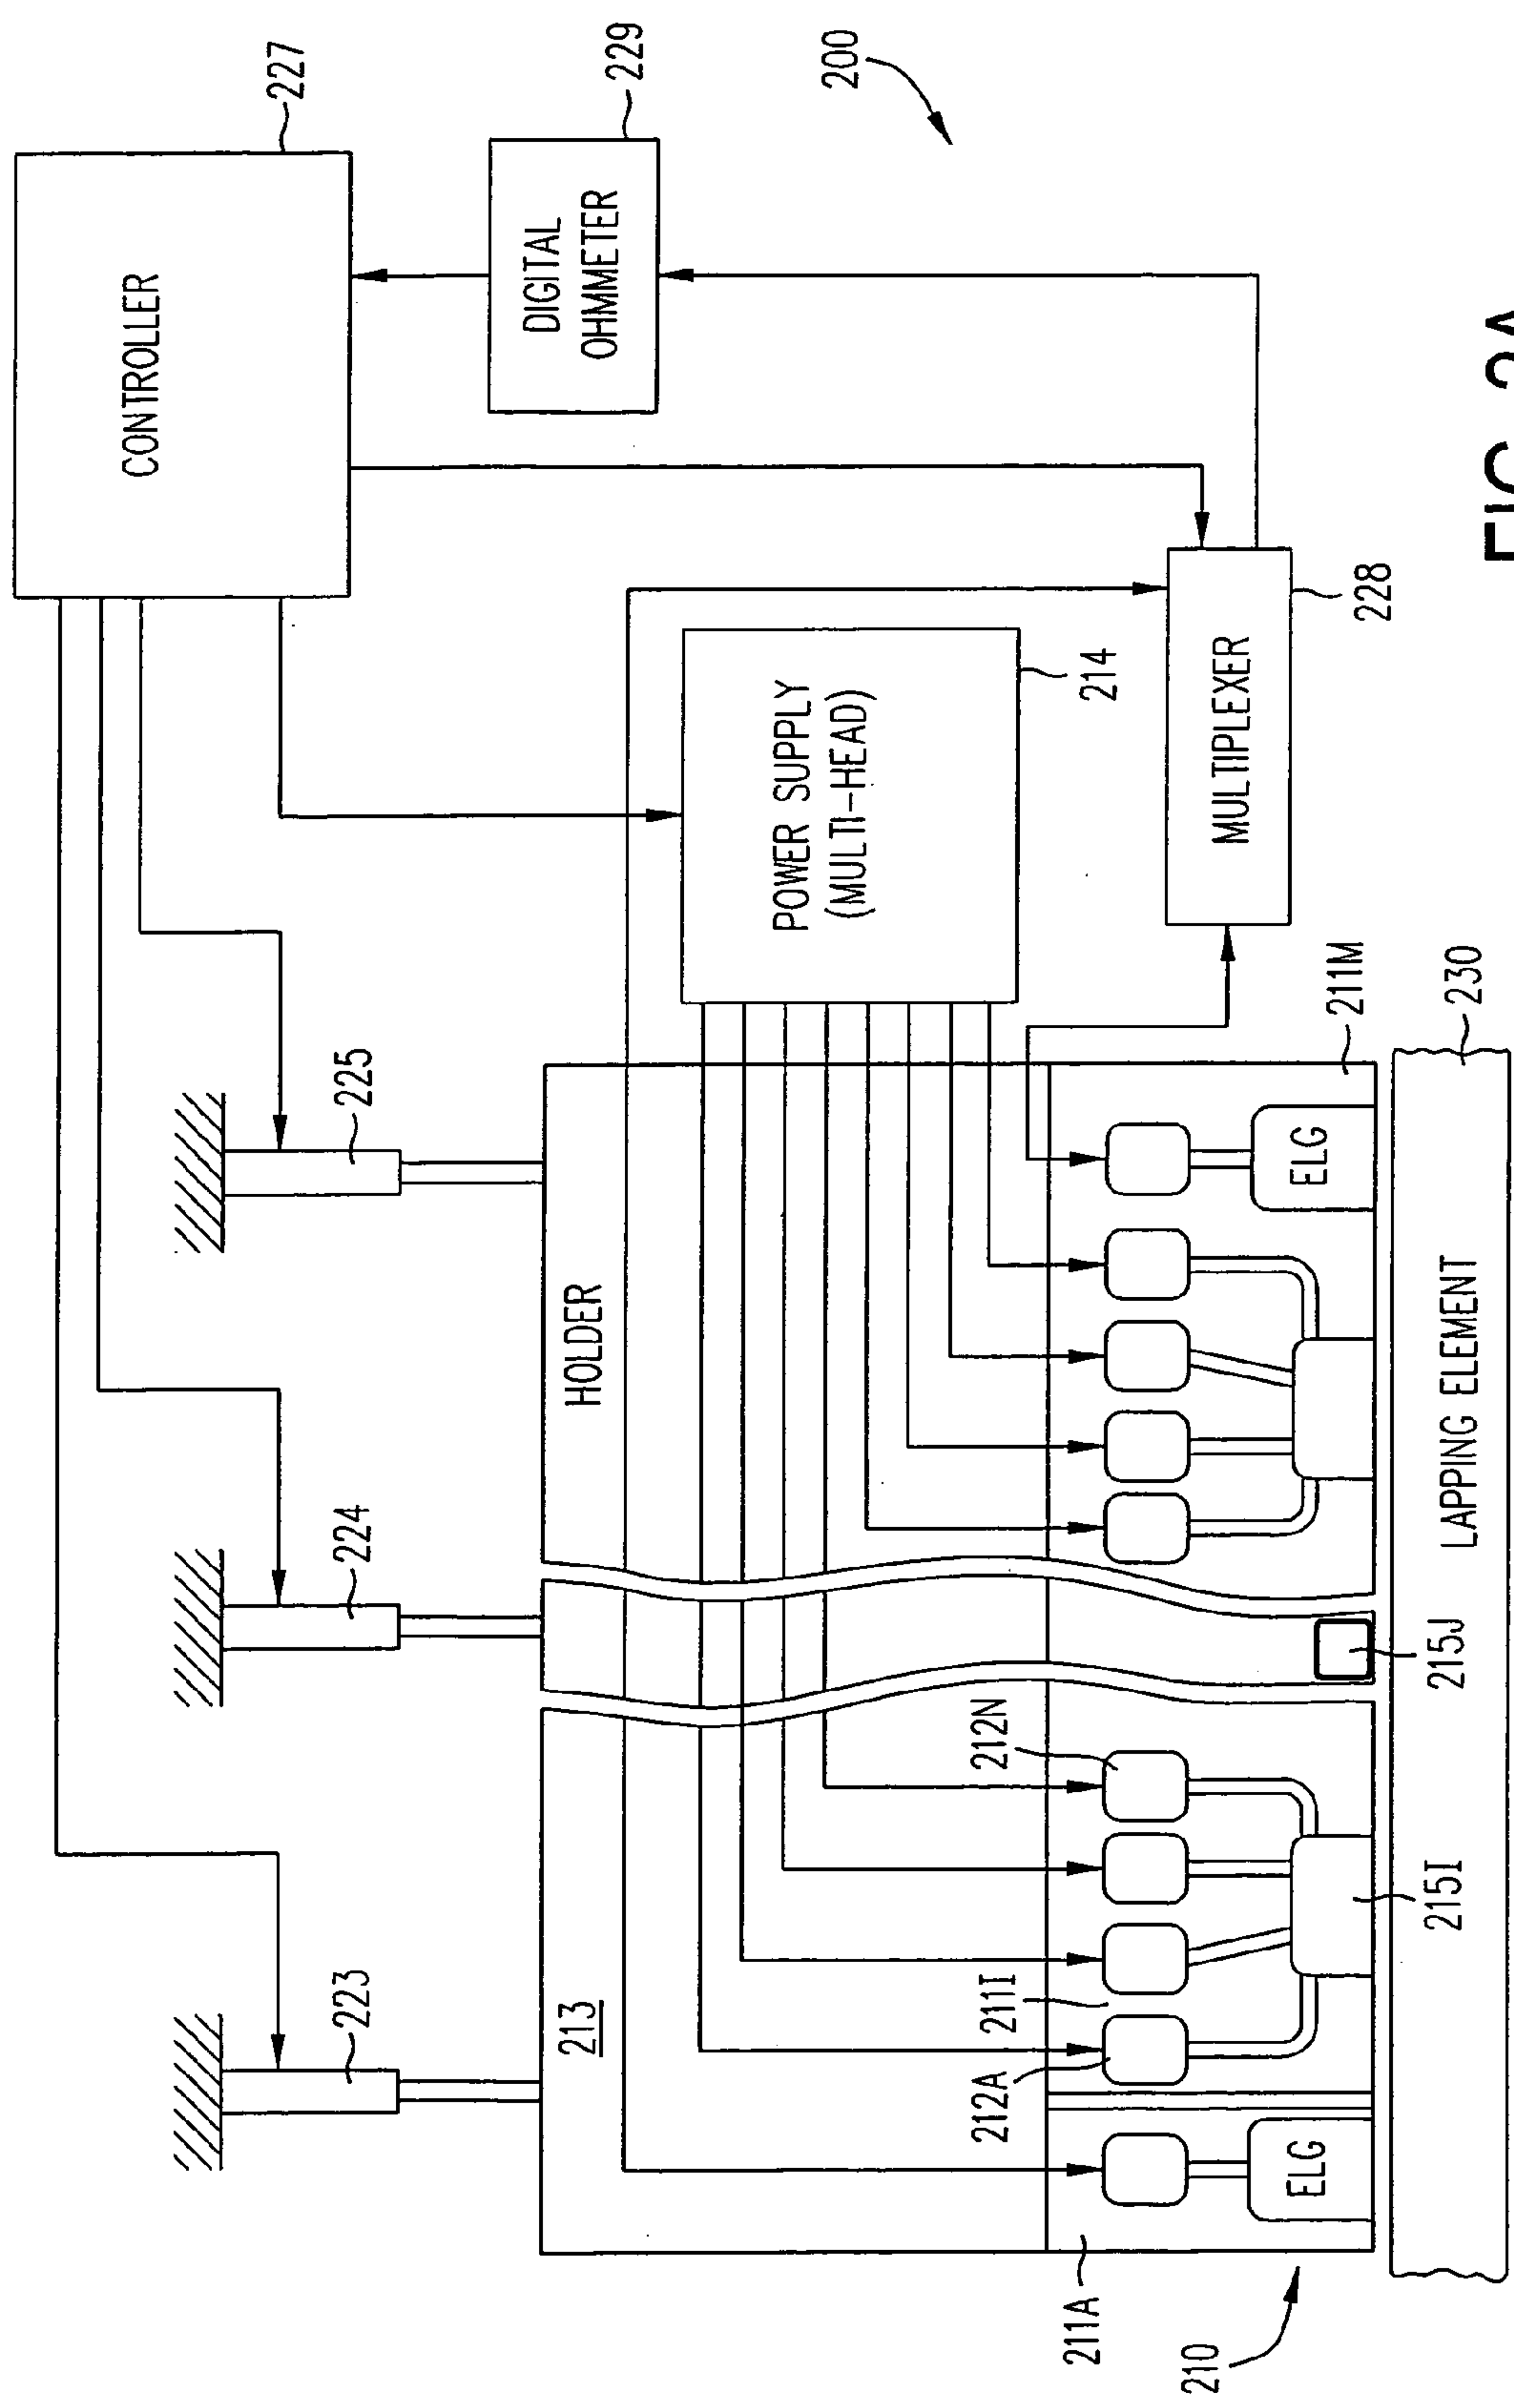 CONTROLLER
227
DIGITAL
OHMMETER
229
200
225
224
223
HOLDER
213
POWER SUPPLY
(MULTI-HEAD)
214
MULTIPLEXER
228
211M
230
ELG
LAPPING ELEMENT
212N
215J
211I
212A
215I
ELG
211A
210
FIG.